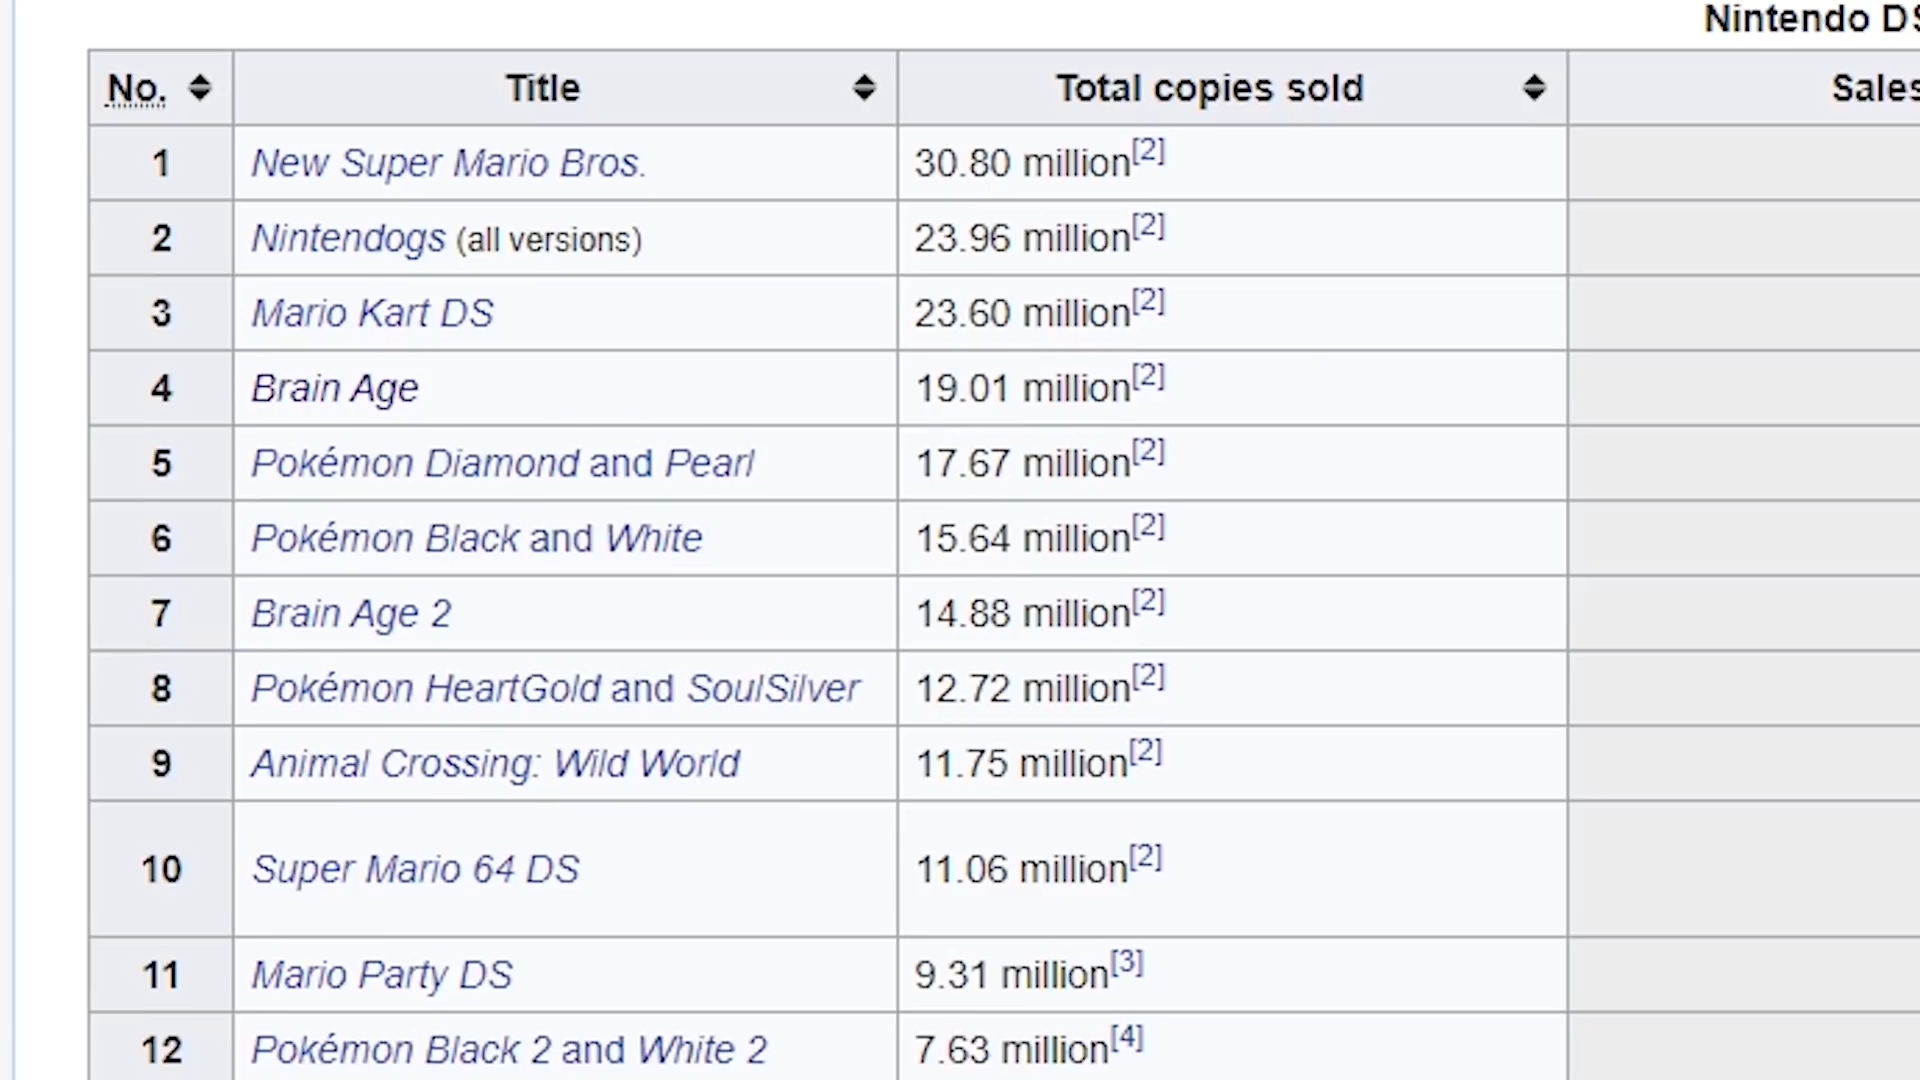 Nintendo DS
No. Title Total copies sold Sales
1 New Super Mario Bros. 30.80 million[2]
2 Nintendogs (all versions) 23.96 million[2]
3 Mario Kart DS 23.60 million[2]
4 Brain Age 19.01 million[2]
5 Pokémon Diamond and Pearl 17.67 million[2]
6 Pokémon Black and White 15.64 million[2]
7 Brain Age 2 14.88 million[2]
8 Pokémon HeartGold and SoulSilver 12.72 million[2]
9 Animal Crossing: Wild World 11.75 million[2]
10 Super Mario 64 DS 11.06 million[2]
11 Mario Party DS 9.31 million[3]
12 Pokémon Black 2 and White 2 7.63 million[4]